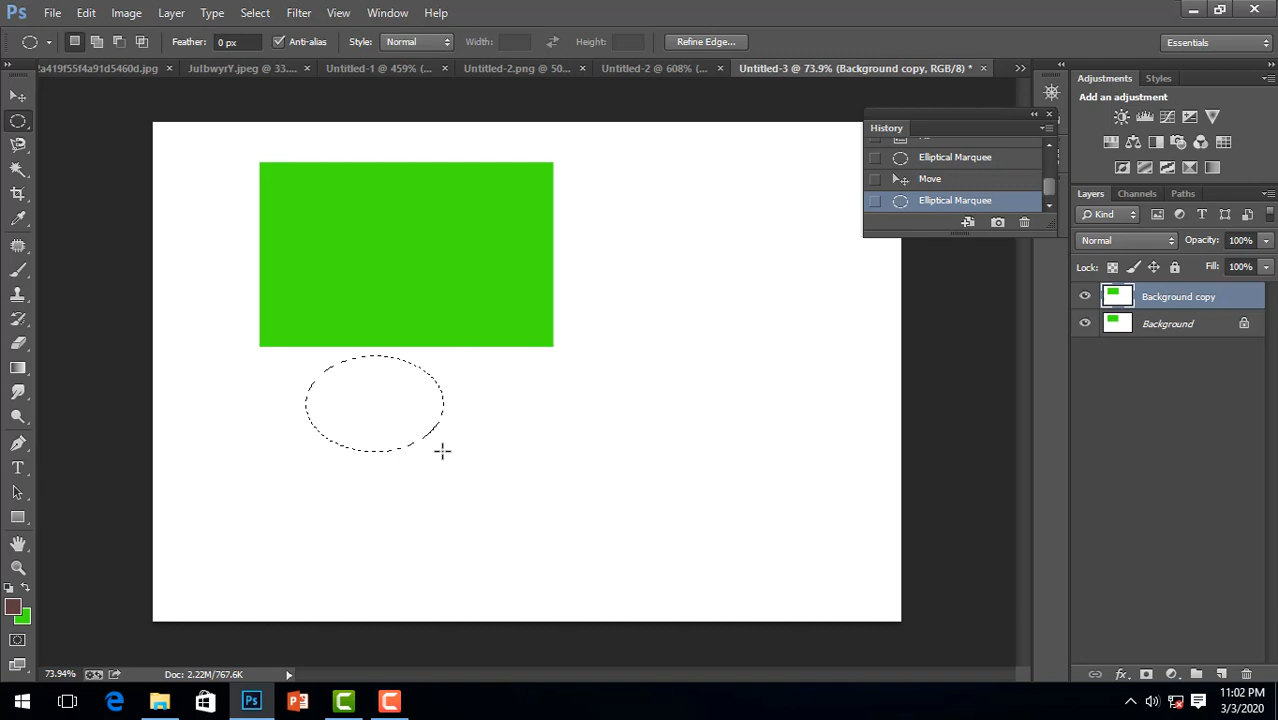 Ps File Edit Image Layer Type Select Filter View Window Help
Feather: 0 px Anti-alias Style: Normal Width: Height: Refine Edge... Essentials
2a419f55f4a91d5460d.jpg × JuIbwyrY.jpeg @ 33.... × Untitled-1 @ 459% (... × Untitled-2.png @ 50... × Untitled-2 @ 608% (... × Untitled-3 @ 73.9% (Background copy, RGB/8) * ×
Adjustments Styles
Add an adjustment
History
Elliptical Marquee
Move
Elliptical Marquee
Layers Channels Paths
Kind
Normal Opacity: 100%
Lock: Fill: 100%
Background copy
Background
73.94% Doc: 2.22M/767.6K
11:02 PM
3/3/2020